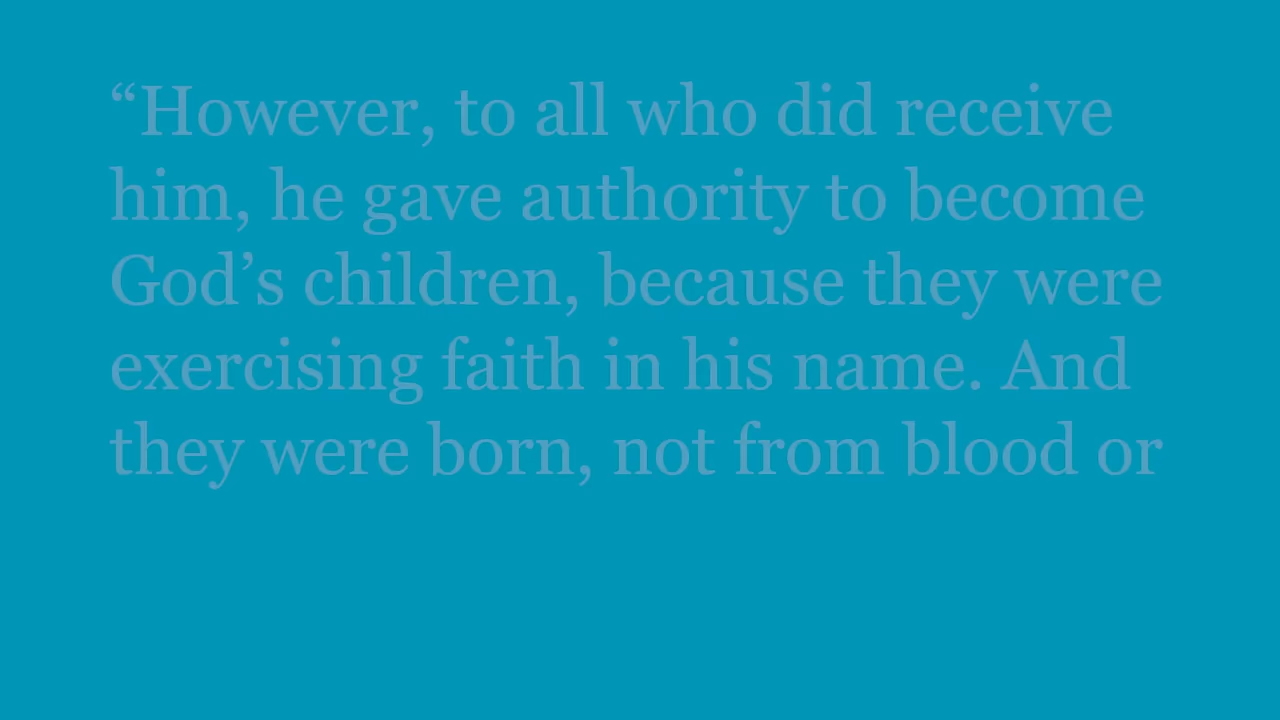 “However, to all who did receive
him, he gave authority to become
God’s children, because they were
exercising faith in his name. And
they were born, not from blood or